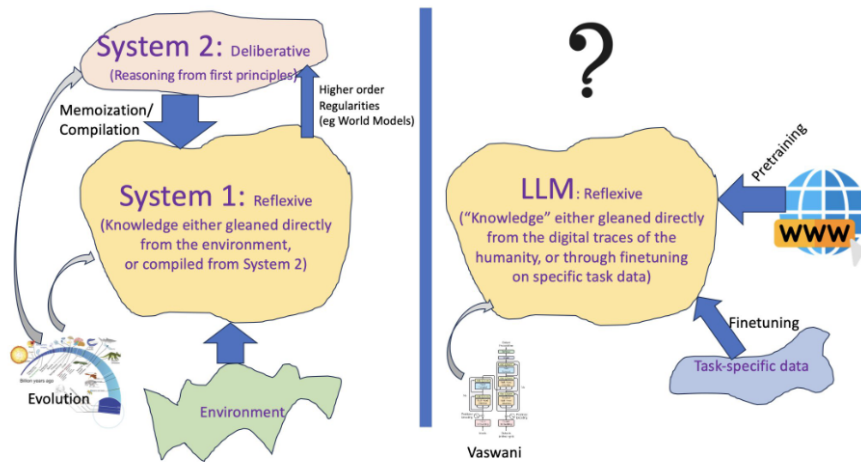 System 2: Deliberative
(Reasoning from first principles)
Memoization/
Compilation
Higher order
Regularities
(eg World Models)
System 1: Reflexive
(Knowledge either gleaned directly
from the environment,
or compiled from System 2)
Billion years ago
Evolution
Environment
?
LLM: Reflexive
("Knowledge" either gleaned directly
from the digital traces of the
humanity, or through finetuning
on specific task data)
Pretraining
WWW
Finetuning
Task-specific data
Vaswani